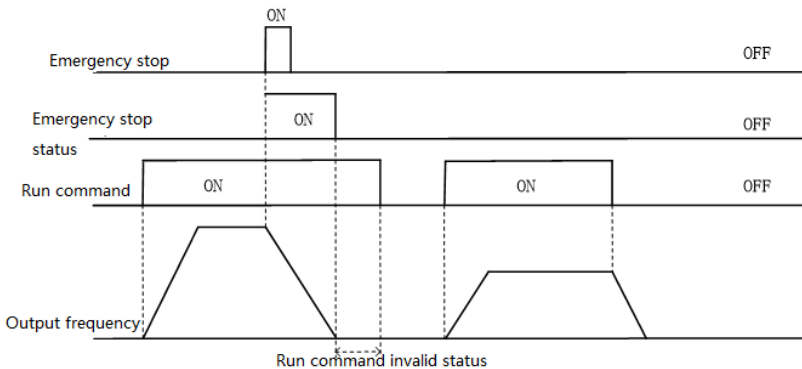 ON
Emergency stop
OFF
Emergency stop
status
ON
OFF
Run command
ON
ON
OFF
Output frequency
Run command invalid status